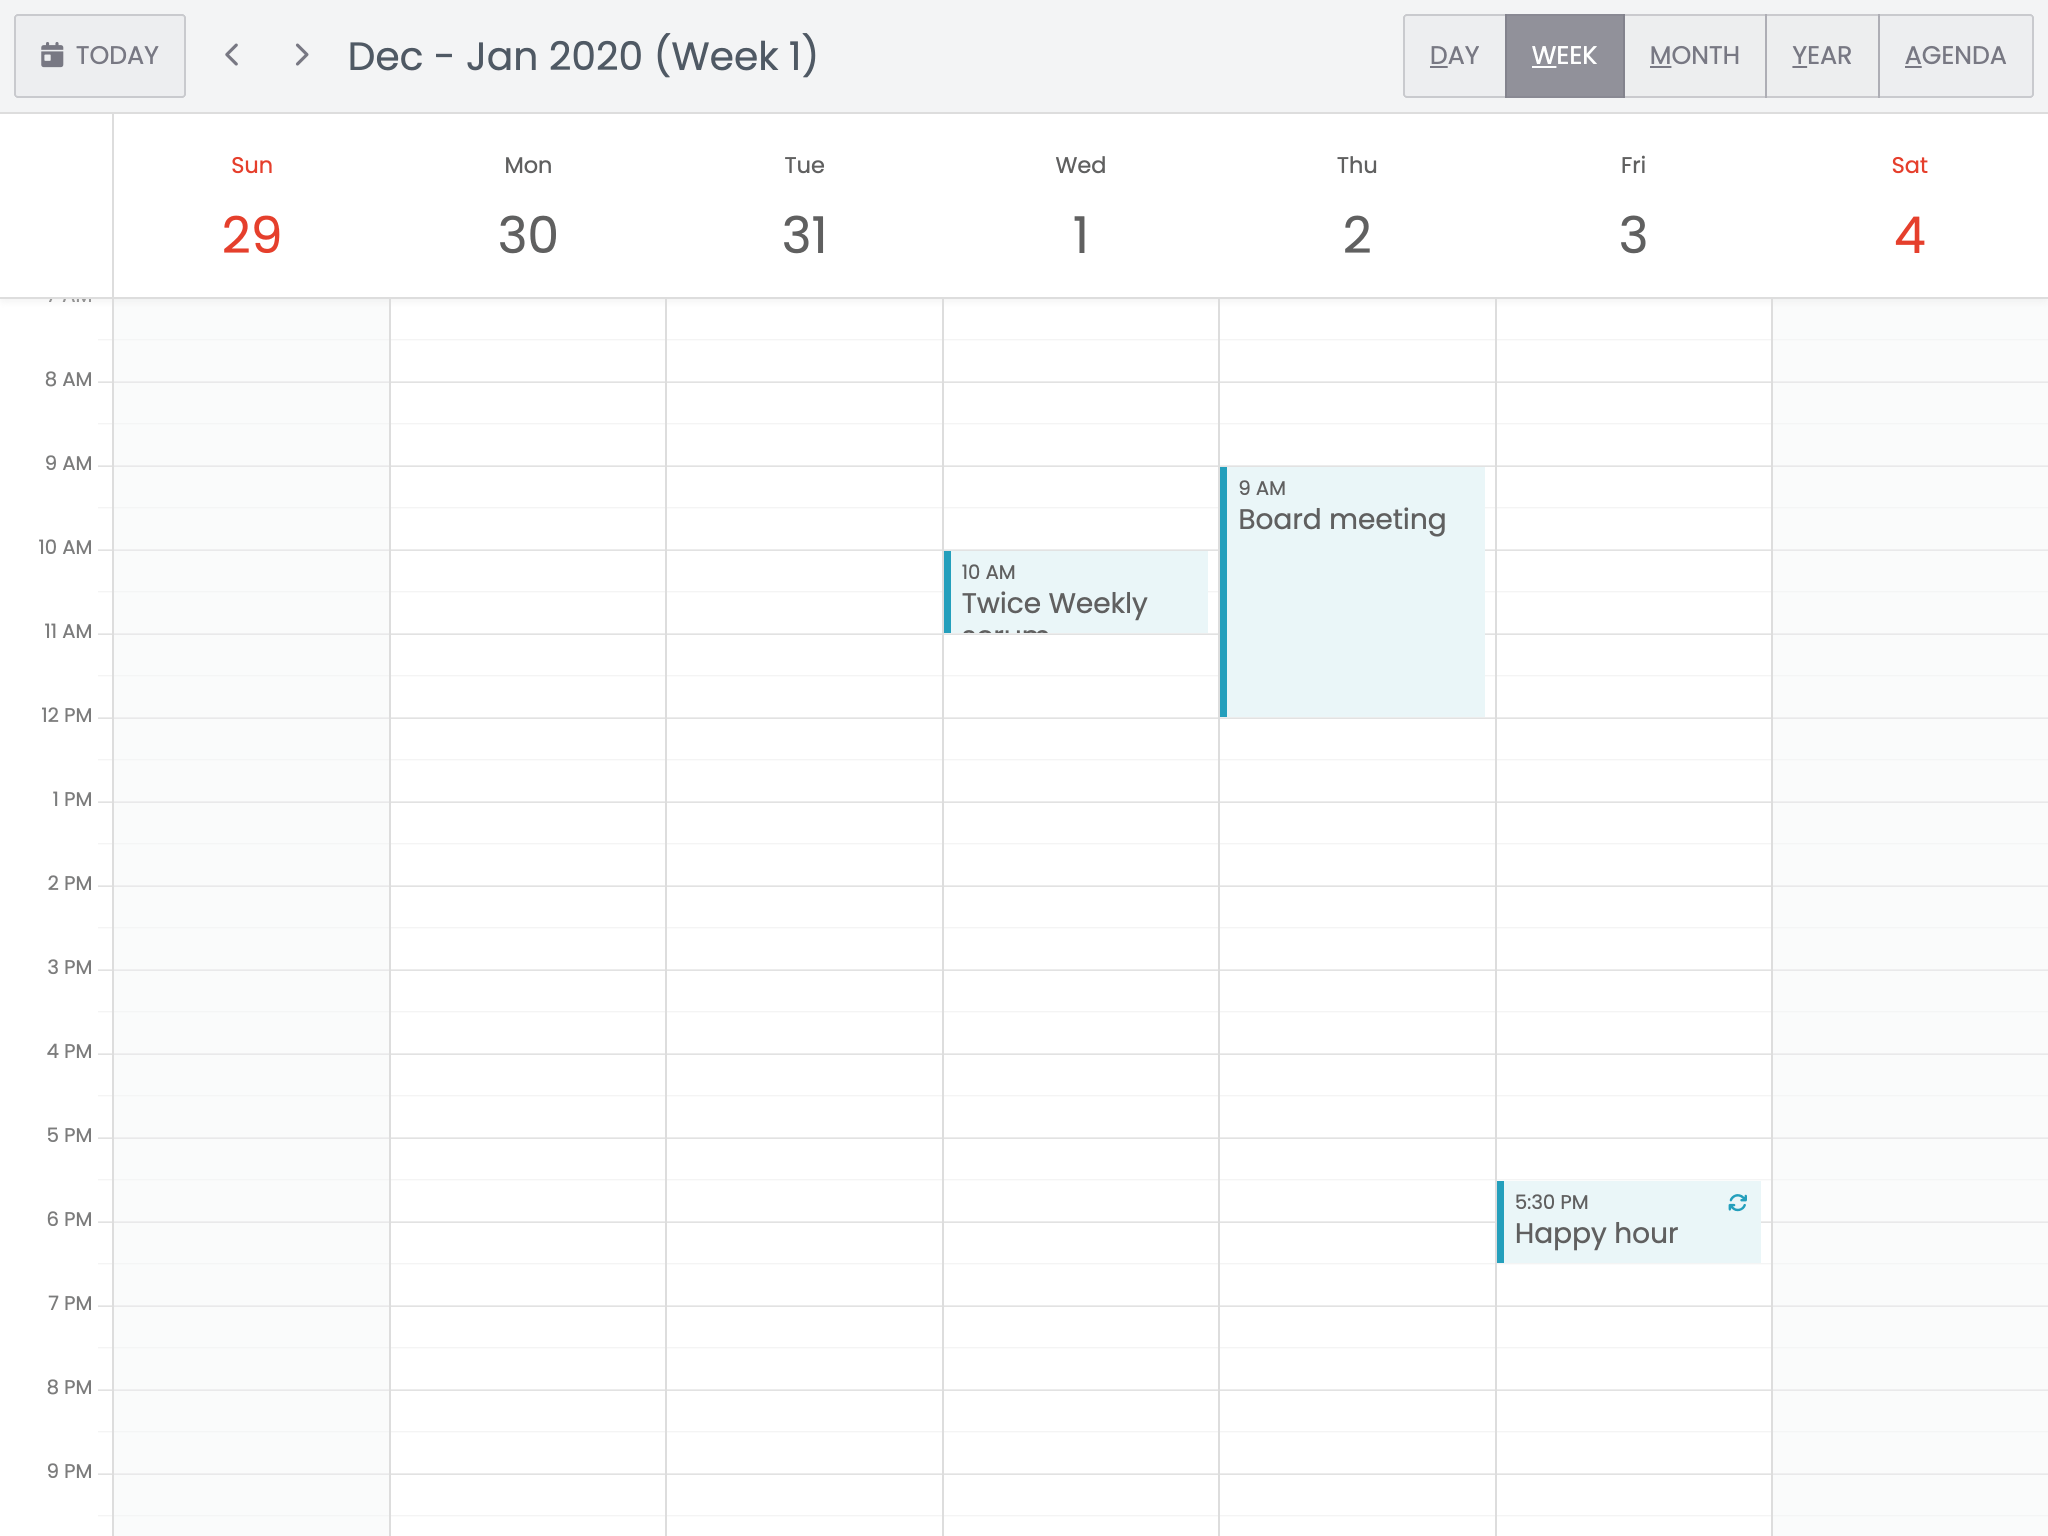 TODAY
Dec - Jan 2020 (Week 1)
DAY
WEEK
MONTH
YEAR
AGENDA
Sun
Mon
Tue
Wed
Thu
Fri
Sat
29
30
31
1
2
3
4
8 AM
9 AM
9 AM
Board meeting
10 AM
10 AM
Twice Weekly
11 AM
12 PM
1 PM
2 PM
3 PM
4 PM
5 PM
5:30 PM
Happy hour
6 PM
7 PM
8 PM
9 PM